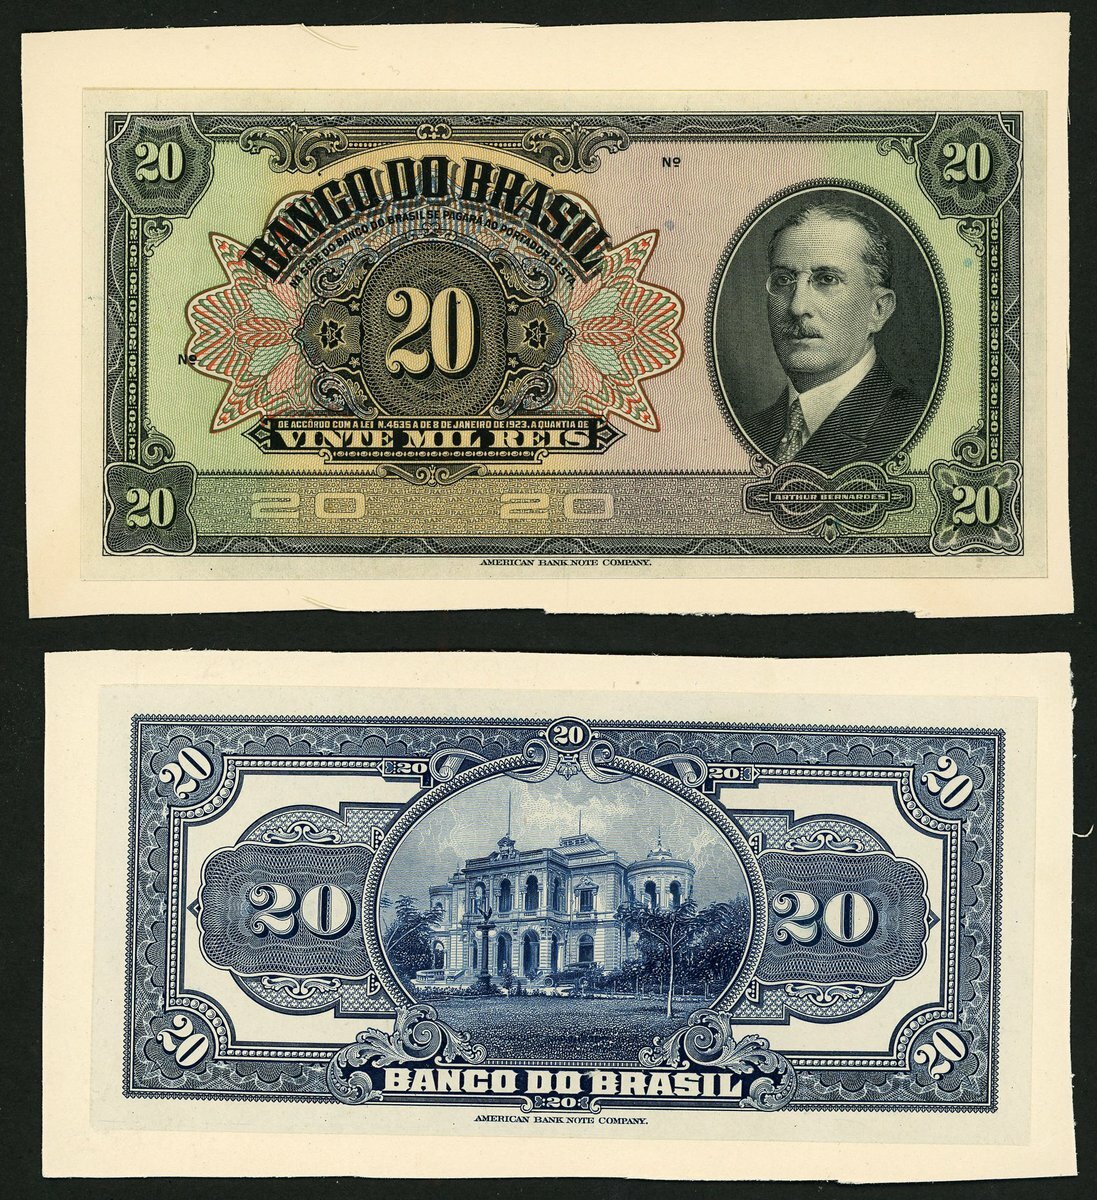 20
Nº
20
BANCO DO BRASIL
NA SEDE DO BANCO DO BRASIL SE PAGARÁ AO PORTADOR DESTA,
20
Nº
DE ACCÔRDO COM A LEI N. 4635 A DE 8 DE JANEIRO DE 1923, A QUANTIA DE
VINTE MIL REIS
20
20 20
ARTHUR BERNARDES
20
AMERICAN BANK NOTE COMPANY.
20
20
20
20
20
20
20
20
20
BANCO DO BRASIL
20
AMERICAN BANK NOTE COMPANY.